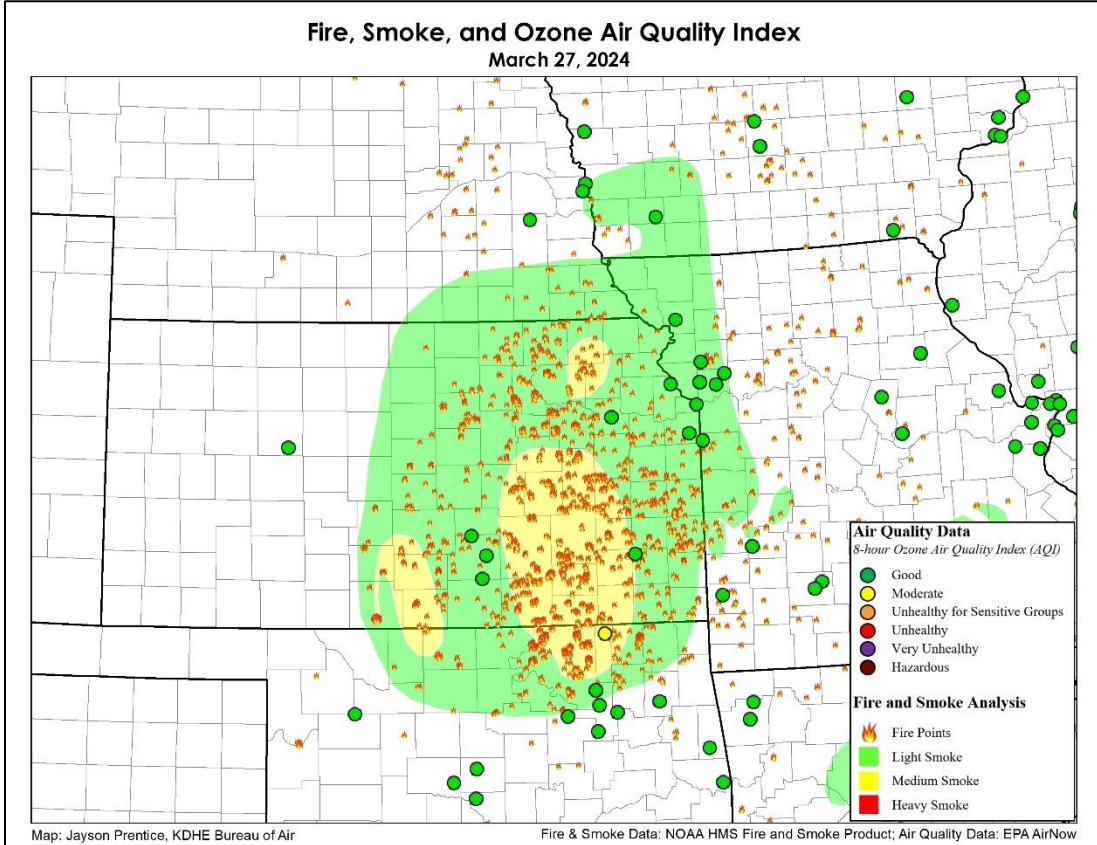 Fire, Smoke, and Ozone Air Quality Index
March 27, 2024
Air Quality Data
8-hour Ozone Air Quality Index (AQI)
Good
Moderate
Unhealthy for Sensitive Groups
Unhealthy
Very Unhealthy
Hazardous
Fire and Smoke Analysis
Fire Points
Light Smoke
Medium Smoke
Heavy Smoke
Map: Jayson Prentice, KDHE Bureau of Air
Fire & Smoke Data: NOAA HMS Fire and Smoke Product; Air Quality Data: EPA AirNow